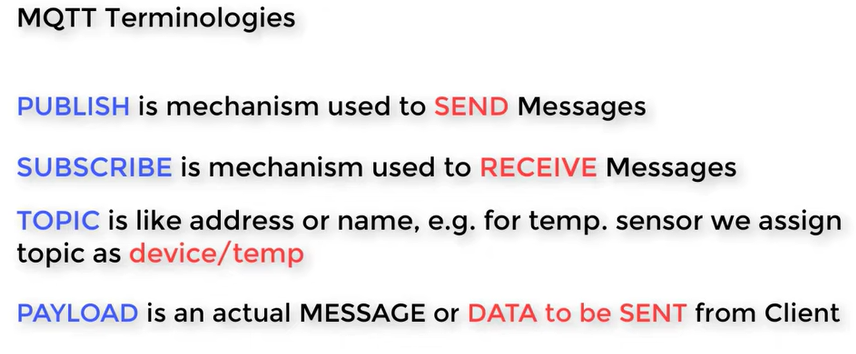 MQTT Terminologies
PUBLISH is mechanism used to SEND Messages
SUBSCRIBE is mechanism used to RECEIVE Messages
TOPIC is like address or name, e.g. for temp. sensor we assign
topic as device/temp
PAYLOAD is an actual MESSAGE or DATA to be SENT from Client